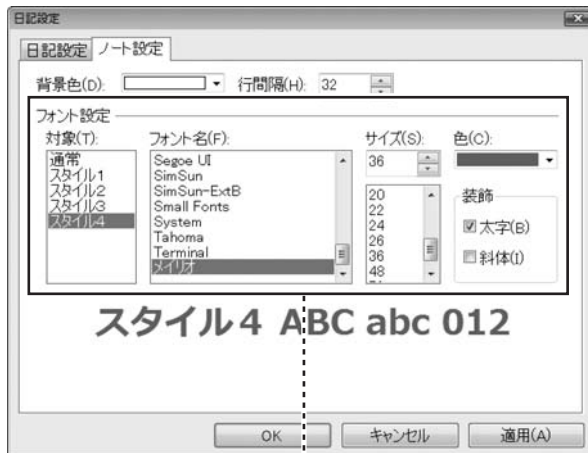 日記設定
日記設定 ノート設定
背景色(D): 行間隔(H): 32
フォント設定
対象(T): フォント名(F): サイズ(S): 色(C):
通常
スタイル1
スタイル2
スタイル3
スタイル4
Segoe UI
SimSun
SimSun-ExtB
Small Fonts
System
Tahoma
Terminal
メイリオ
36
20
22
24
26
36
48
装飾
太字(B)
斜体(I)
スタイル4 ABC abc 012
OK キャンセル 適用(A)